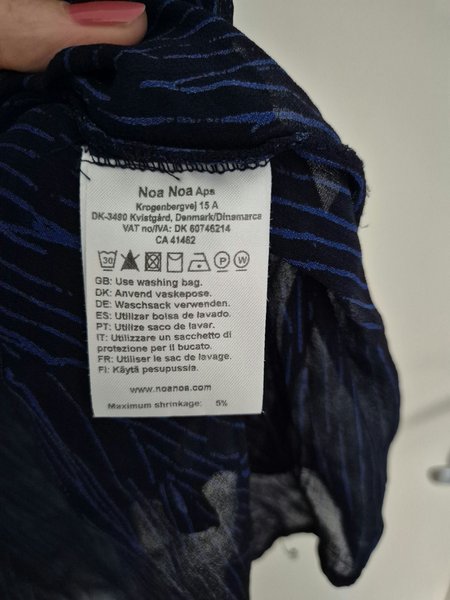 Noa Noa Aps
Krogenbergvej 15 A
DK-3490 Kvistgård, Denmark/Dinamarca
VAT no/IVA: DK 60746214
CA 41462
30 P W
GB: Use washing bag.
DK: Anvend vaskepose.
DE: Waschsack verwenden.
ES: Utilizar bolsa de lavado.
PT: Utilize saco de lavar.
IT: Utilizzare un sacchetto di
protezione per il bucato.
FR: Utiliser le sac de lavage.
FI: Käytä pesupussia.
www.noanoa.com
Maximum shrinkage: 5%